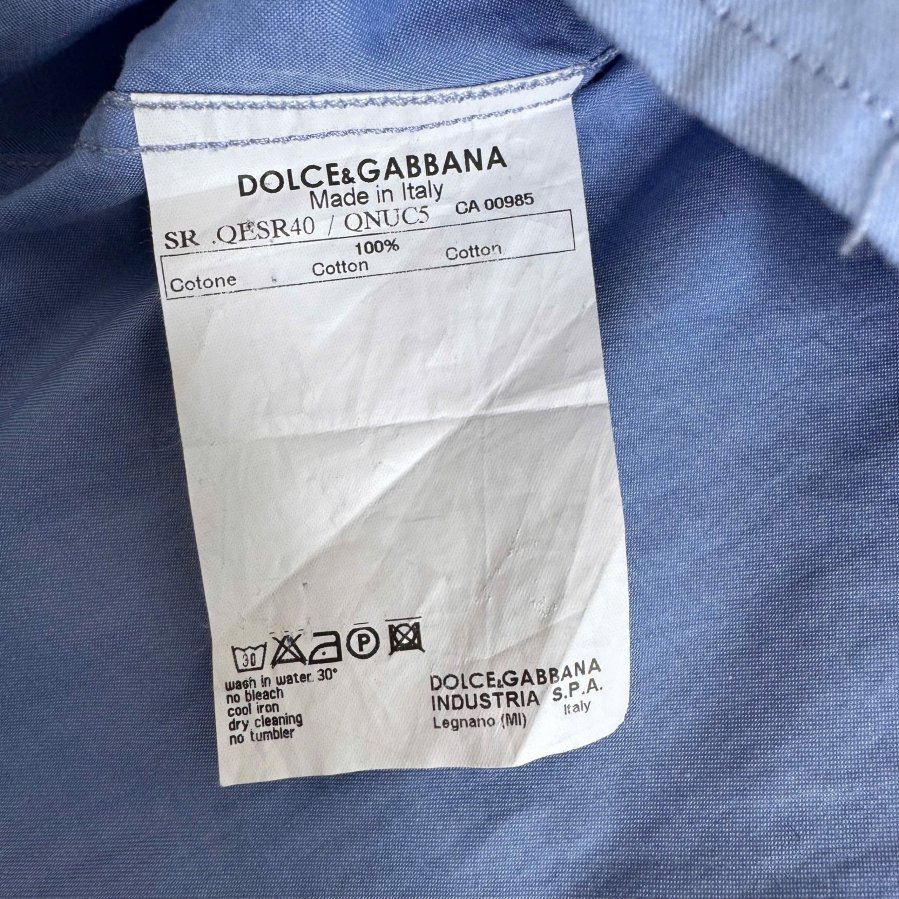 DOLCE&GABBANA
Made in Italy
SR .QESR40 / QNUC5 CA 00985
100%
Cotone Cotton Cotton
30 P
wash in water 30°
no bleach
cool iron
dry cleaning
no tumbler
DOLCE&GABBANA
INDUSTRIA S.P.A.
Legnano (MI) Italy